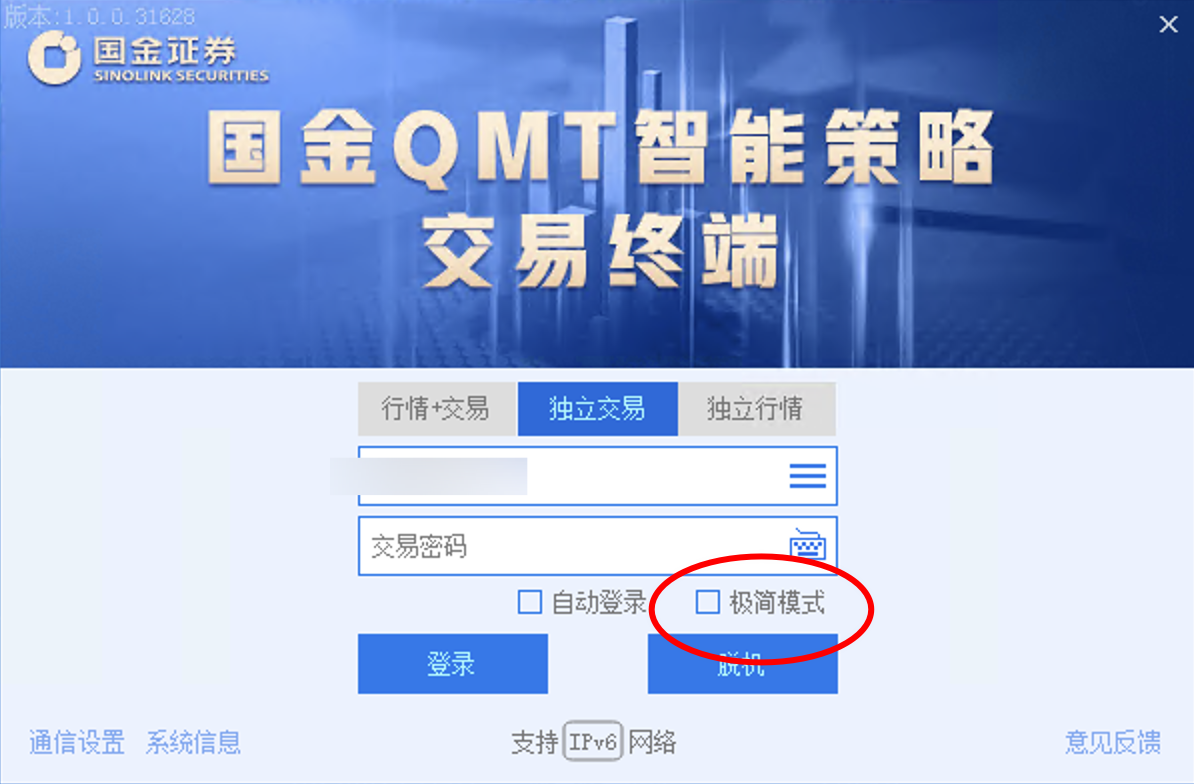 版本:1.0.0.31628
国金证券
SINOLINK SECURITIES
国金QMT智能策略
交易终端
行情+交易 独立交易 独立行情
交易密码
自动登录 极简模式
登录 脱机
通信设置 系统信息 支持 IPv6 网络 意见反馈